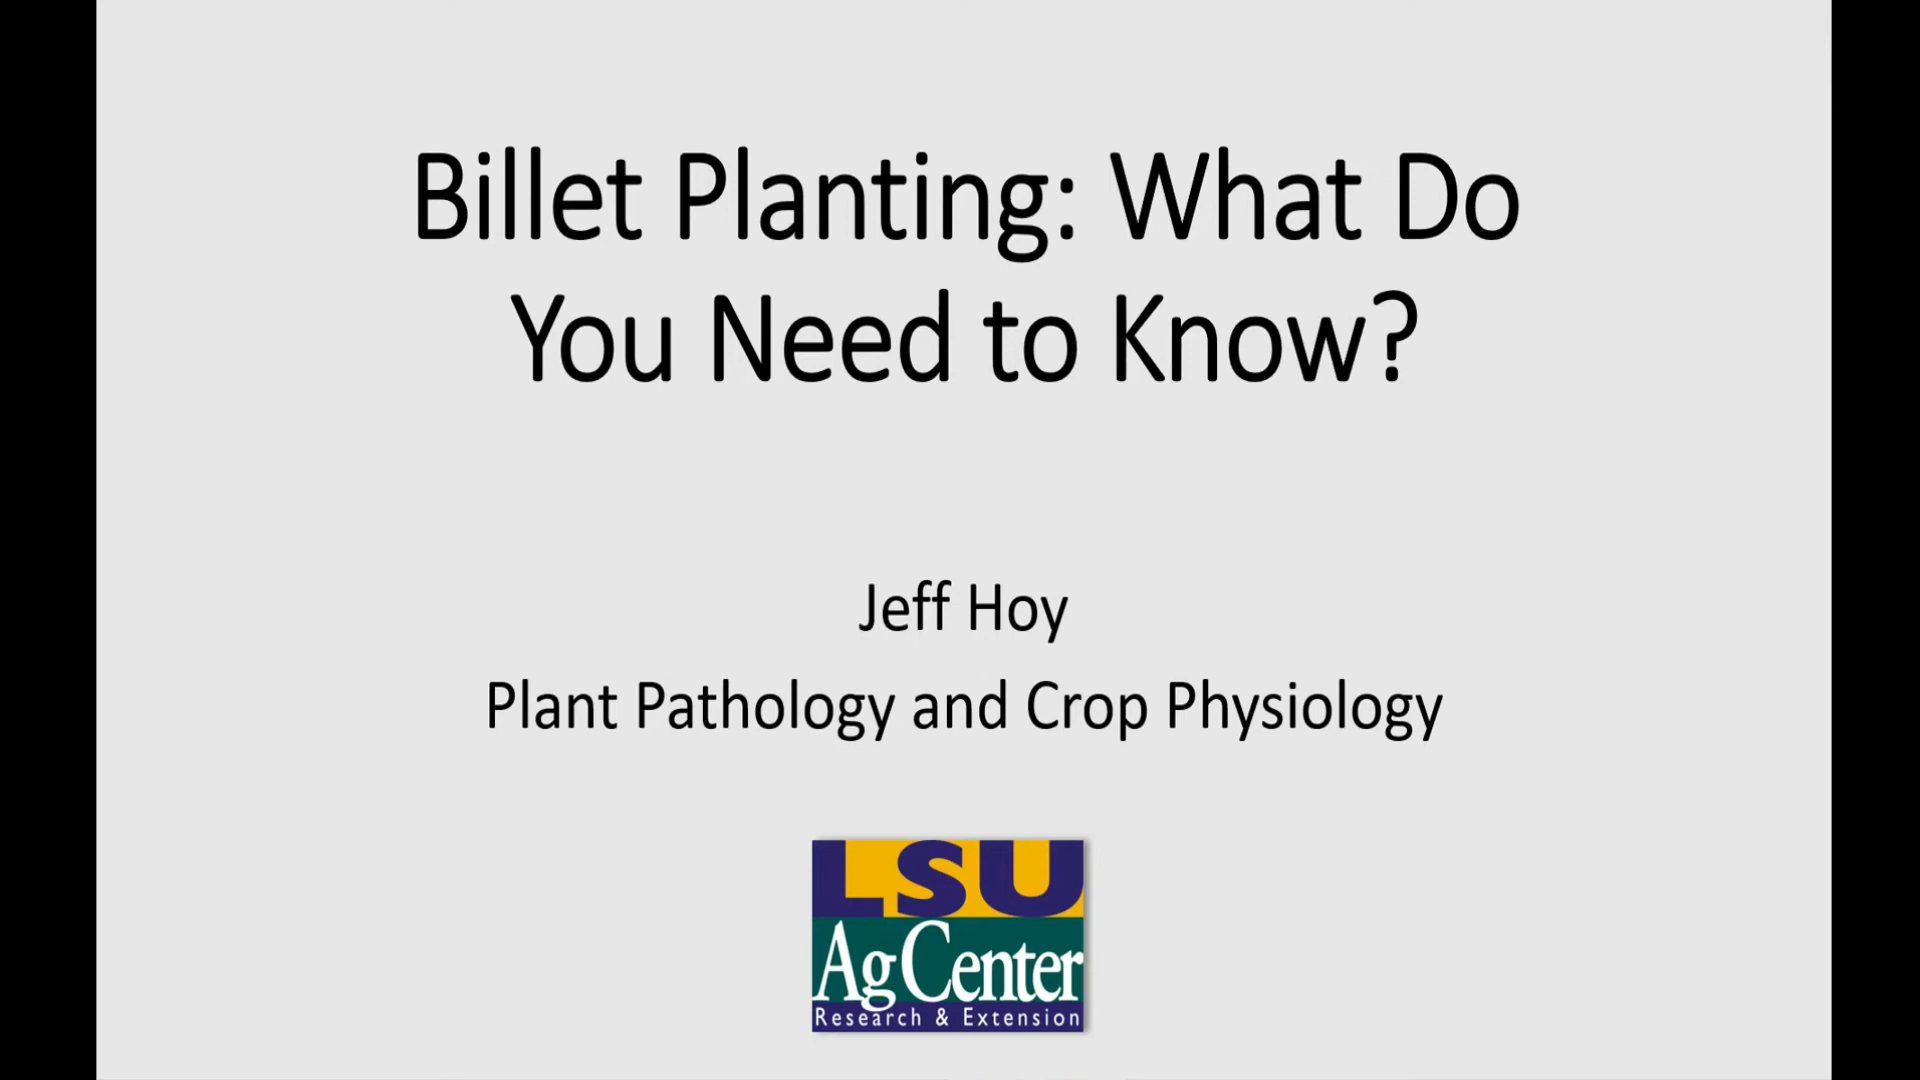 Billet Planting: What Do
You Need to Know?
Jeff Hoy
Plant Pathology and Crop Physiology
LSU
AgCenter
Research & Extension